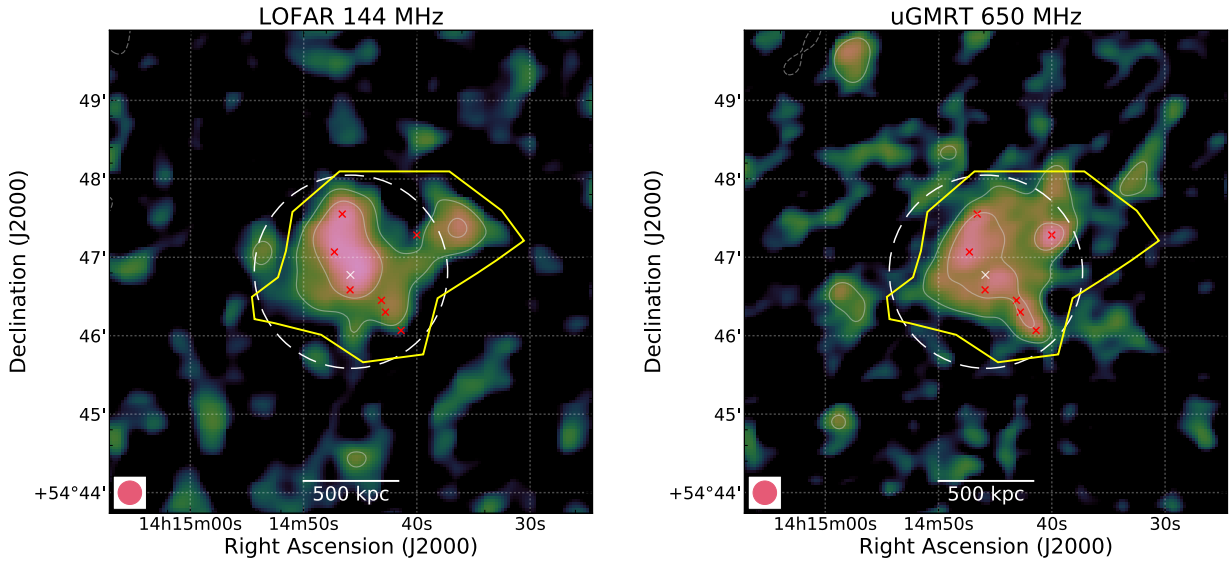 LOFAR 144 MHz
49'
48'
47'
46'
45'
+54°44'
Declination (J2000)
500 kpc
14h15m00s
14m50s
40s
30s
Right Ascension (J2000)
uGMRT 650 MHz
49'
48'
47'
46'
45'
+54°44'
Declination (J2000)
500 kpc
14h15m00s
14m50s
40s
30s
Right Ascension (J2000)